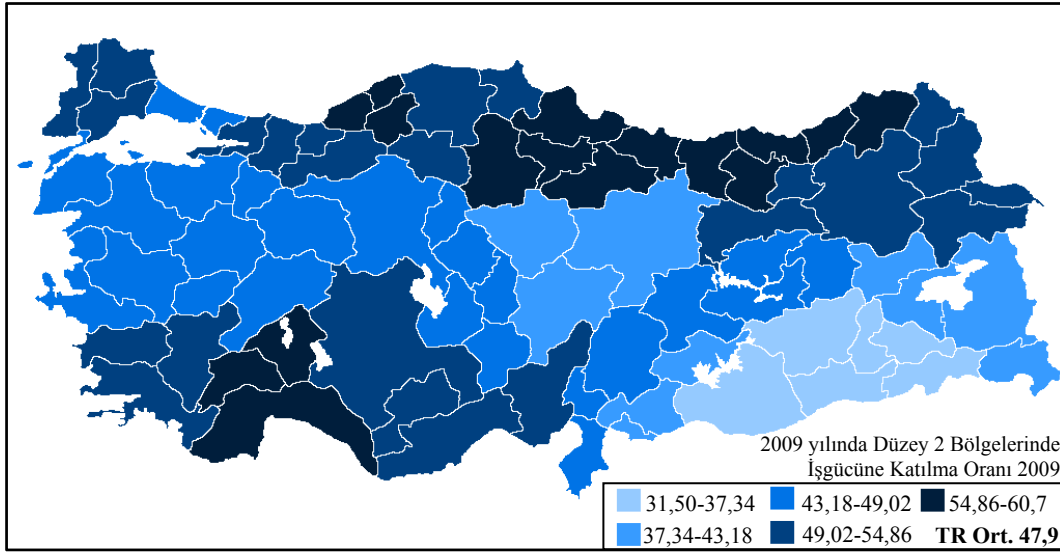 2009 yılında Düzey 2 Bölgelerinde
İşgücüne Katılma Oranı 2009
31,50-37,34 43,18-49,02 54,86-60,7
37,34-43,18 49,02-54,86 TR Ort. 47,9